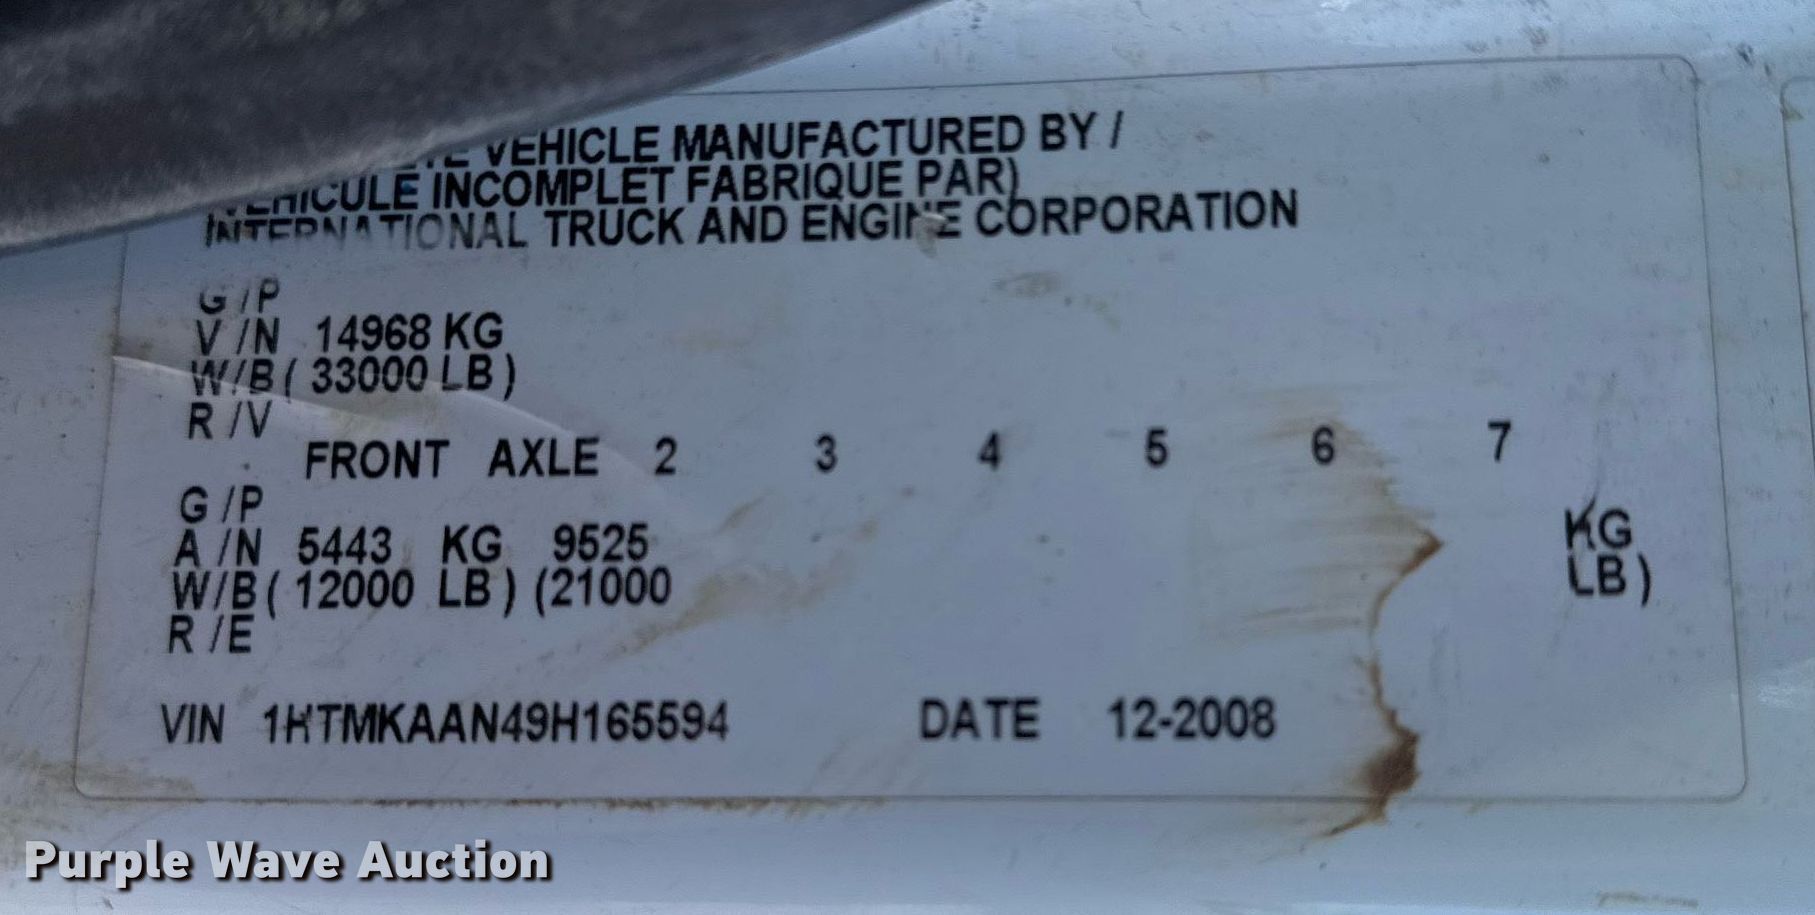 VEHICLE MANUFACTURED BY /
VEHICULE INCOMPLET FABRIQUE PAR)
INTERNATIONAL TRUCK AND ENGINE CORPORATION
G /P
V /N 14968 KG
W/B ( 33000 LB )
R /V
FRONT AXLE 2 3 4 5 6 7
G /P
A /N 5443 KG 9525 KG
W/B ( 12000 LB ) (21000 LB )
R /E
VIN 1HTMKAAN49H165594 DATE 12-2008
Purple Wave Auction